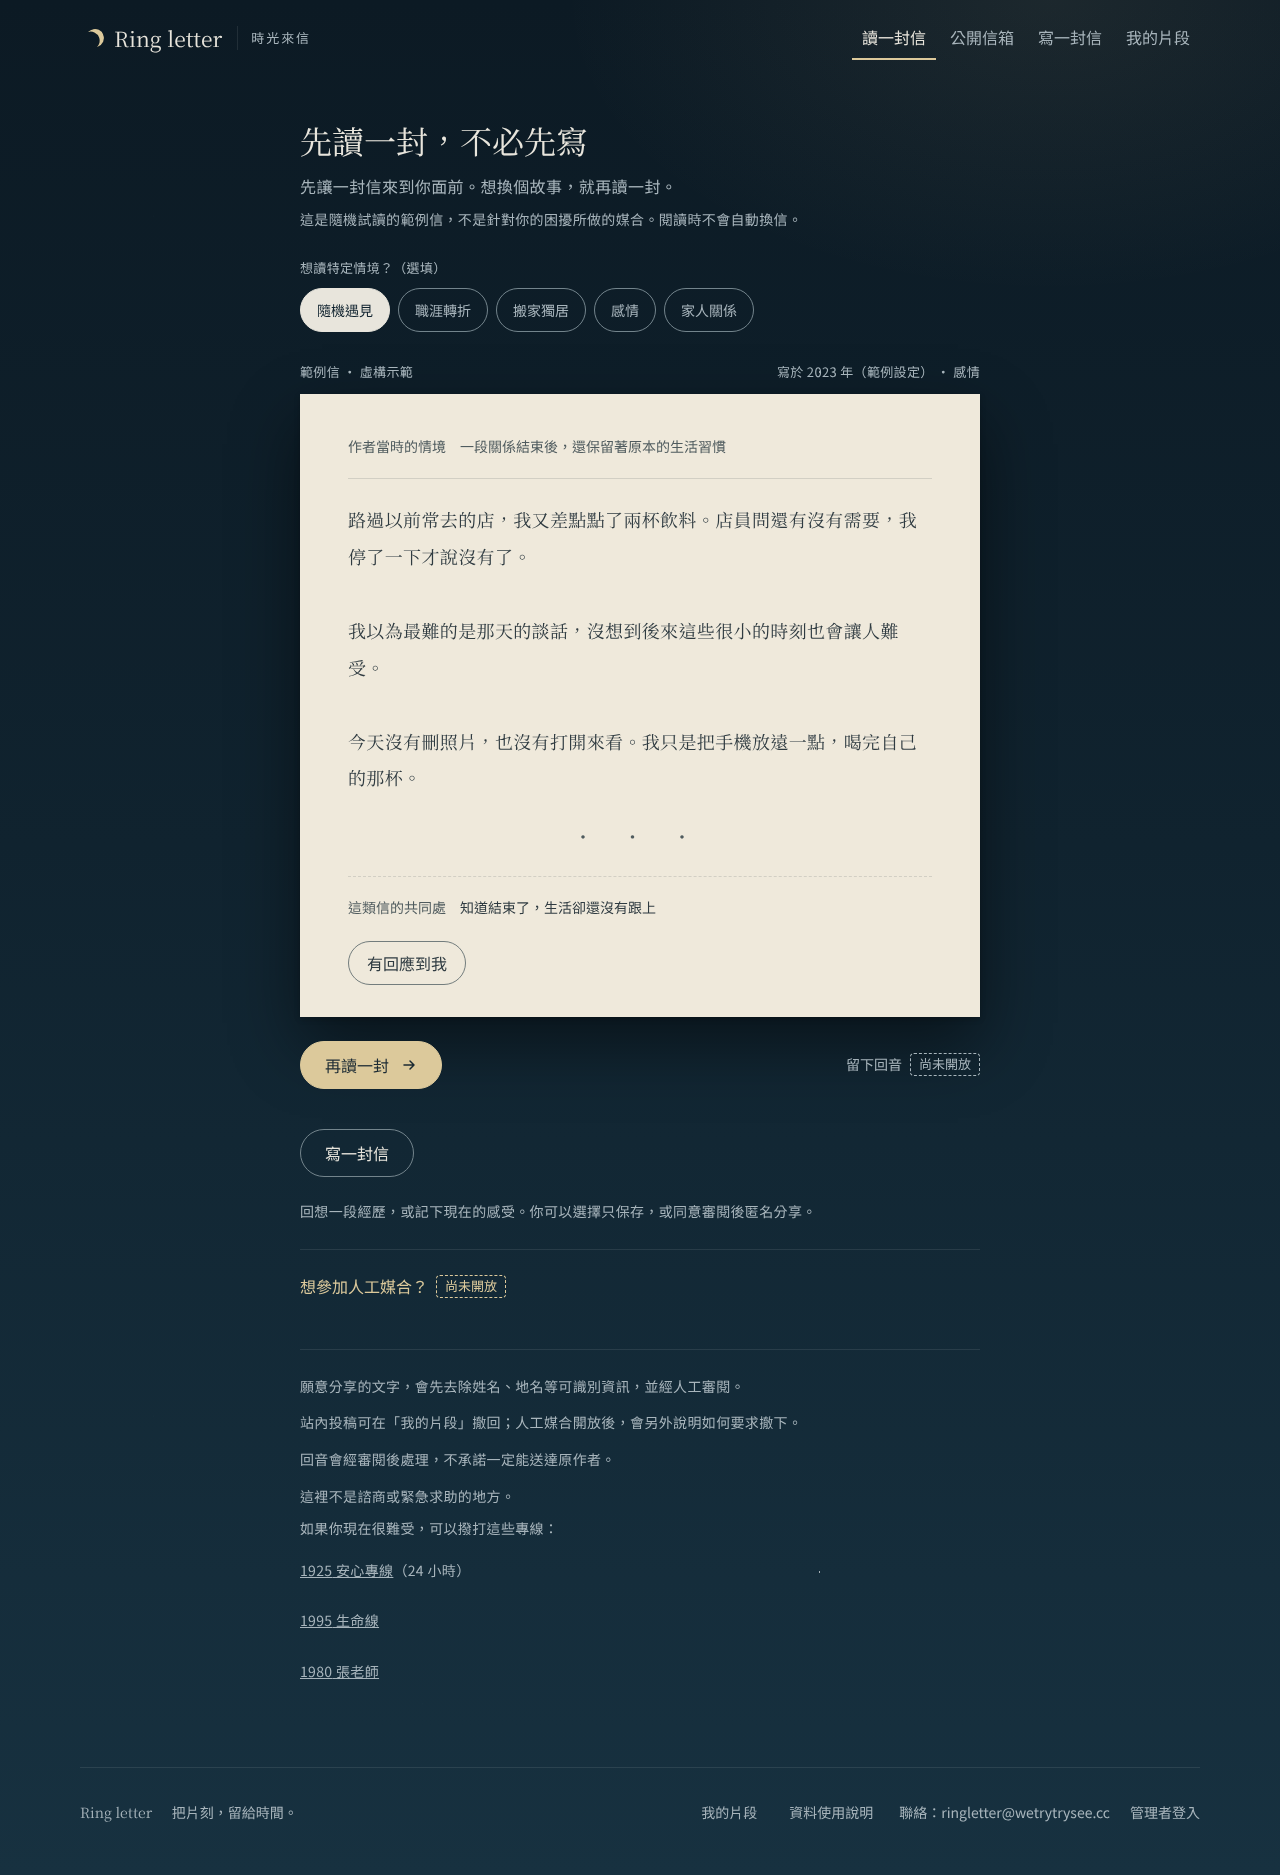 Ring letter 時光來信 讀一封信 公開信箱 寫一封信 我的片段
先讀一封，不必先寫
先讓一封信來到你面前。想換個故事，就再讀一封。
這是隨機試讀的範例信，不是針對你的困擾所做的媒合。閱讀時不會自動換信。
想讀特定情境？（選填）
隨機遇見 職涯轉折 搬家獨居 感情 家人關係
範例信 · 虛構示範 寫於 2023 年（範例設定） · 感情
作者當時的情境 一段關係結束後，還保留著原本的生活習慣
路過以前常去的店，我又差點點了兩杯飲料。店員問還有沒有需要，我
停了一下才說沒有了。
我以為最難的是那天的談話，沒想到後來這些很小的時刻也會讓人難
受。
今天沒有刪照片，也沒有打開來看。我只是把手機放遠一點，喝完自己
的那杯。
· · ·
這類信的共同處 知道結束了，生活卻還沒有跟上
有回應到我
再讀一封 → 留下回音 尚未開放
寫一封信
回想一段經歷，或記下現在的感受。你可以選擇只保存，或同意審閱後匿名分享。
想參加人工媒合？ 尚未開放
願意分享的文字，會先去除姓名、地名等可識別資訊，並經人工審閱。
站內投稿可在「我的片段」撤回；人工媒合開放後，會另外說明如何要求撤下。
回音會經審閱後處理，不承諾一定能送達原作者。
這裡不是諮商或緊急求助的地方。
如果你現在很難受，可以撥打這些專線：
1925 安心專線（24 小時）
1995 生命線
1980 張老師
Ring letter 把片刻，留給時間。 我的片段 資料使用說明 聯絡：ringletter@wetrytrysee.cc 管理者登入